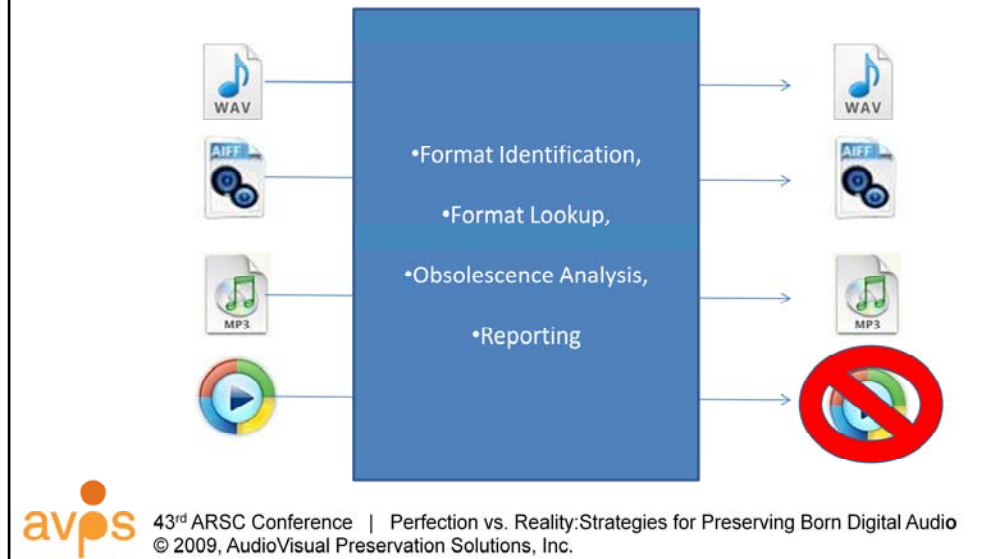 WAV
WAV
AIFF
AIFF
•Format Identification,
•Format Lookup,
•Obsolescence Analysis,
•Reporting
MP3
MP3
avps
43rd ARSC Conference | Perfection vs. Reality:Strategies for Preserving Born Digital Audio
© 2009, AudioVisual Preservation Solutions, Inc.